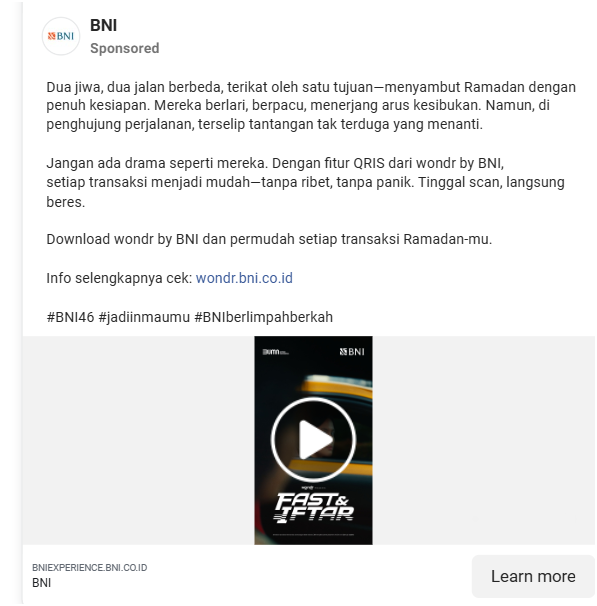 BNI
BNI
Sponsored
Dua jiwa, dua jalan berbeda, terikat oleh satu tujuan—menyambut Ramadan dengan
penuh kesiapan. Mereka berlari, berpacu, menerjang arus kesibukan. Namun, di
penghujung perjalanan, terselip tantangan tak terduga yang menanti.
Jangan ada drama seperti mereka. Dengan fitur QRIS dari wondr by BNI,
setiap transaksi menjadi mudah—tanpa ribet, tanpa panik. Tinggal scan, langsung
beres.
Download wondr by BNI dan permudah setiap transaksi Ramadan-mu.
Info selengkapnya cek: wondr.bni.co.id
#BNI46 #jadiinmaumu #BNIberlimpahberkah
BUMN
BNI
FAST &
IFTAR
BNIEXPERIENCE.BNI.CO.ID
BNI
Learn more